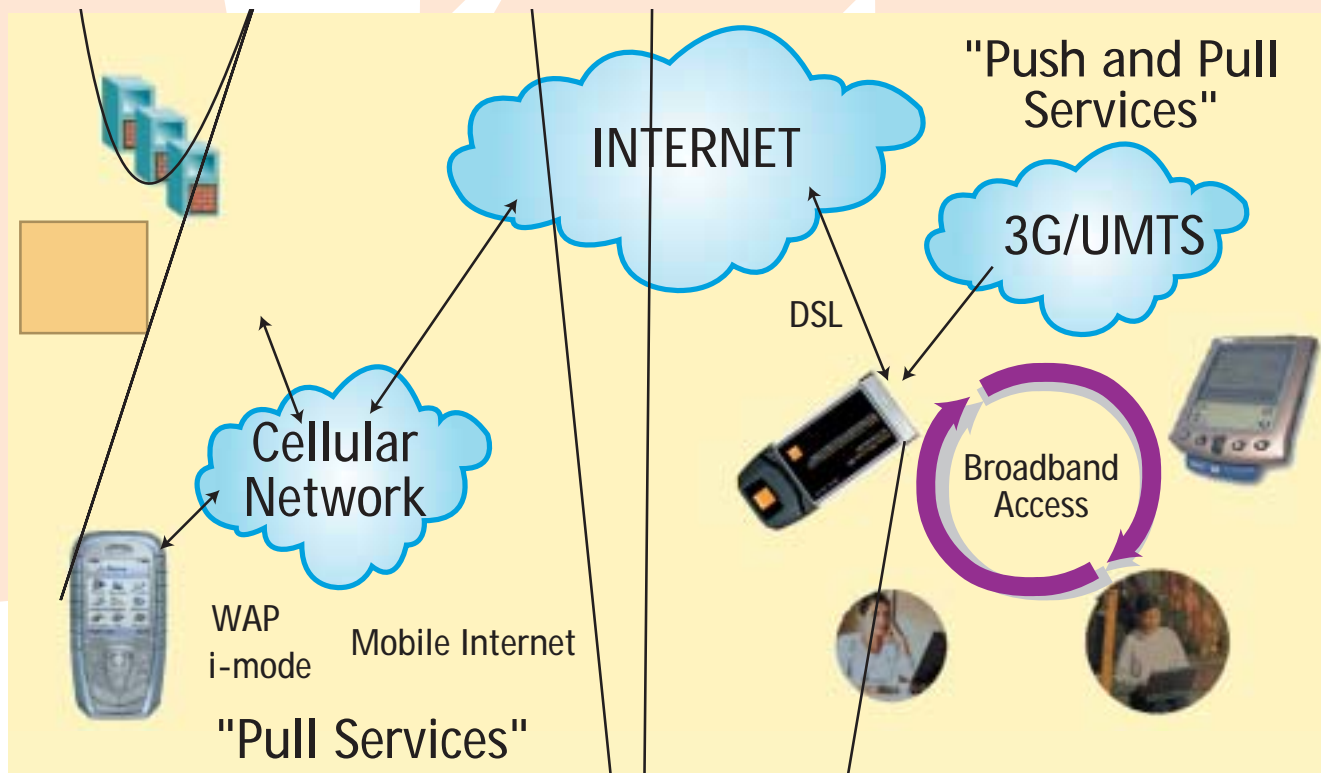 "Push and Pull
Services"
INTERNET
3G/UMTS
DSL
Cellular
Network
Broadband
Access
WAP
i-mode
Mobile Internet
"Pull Services"